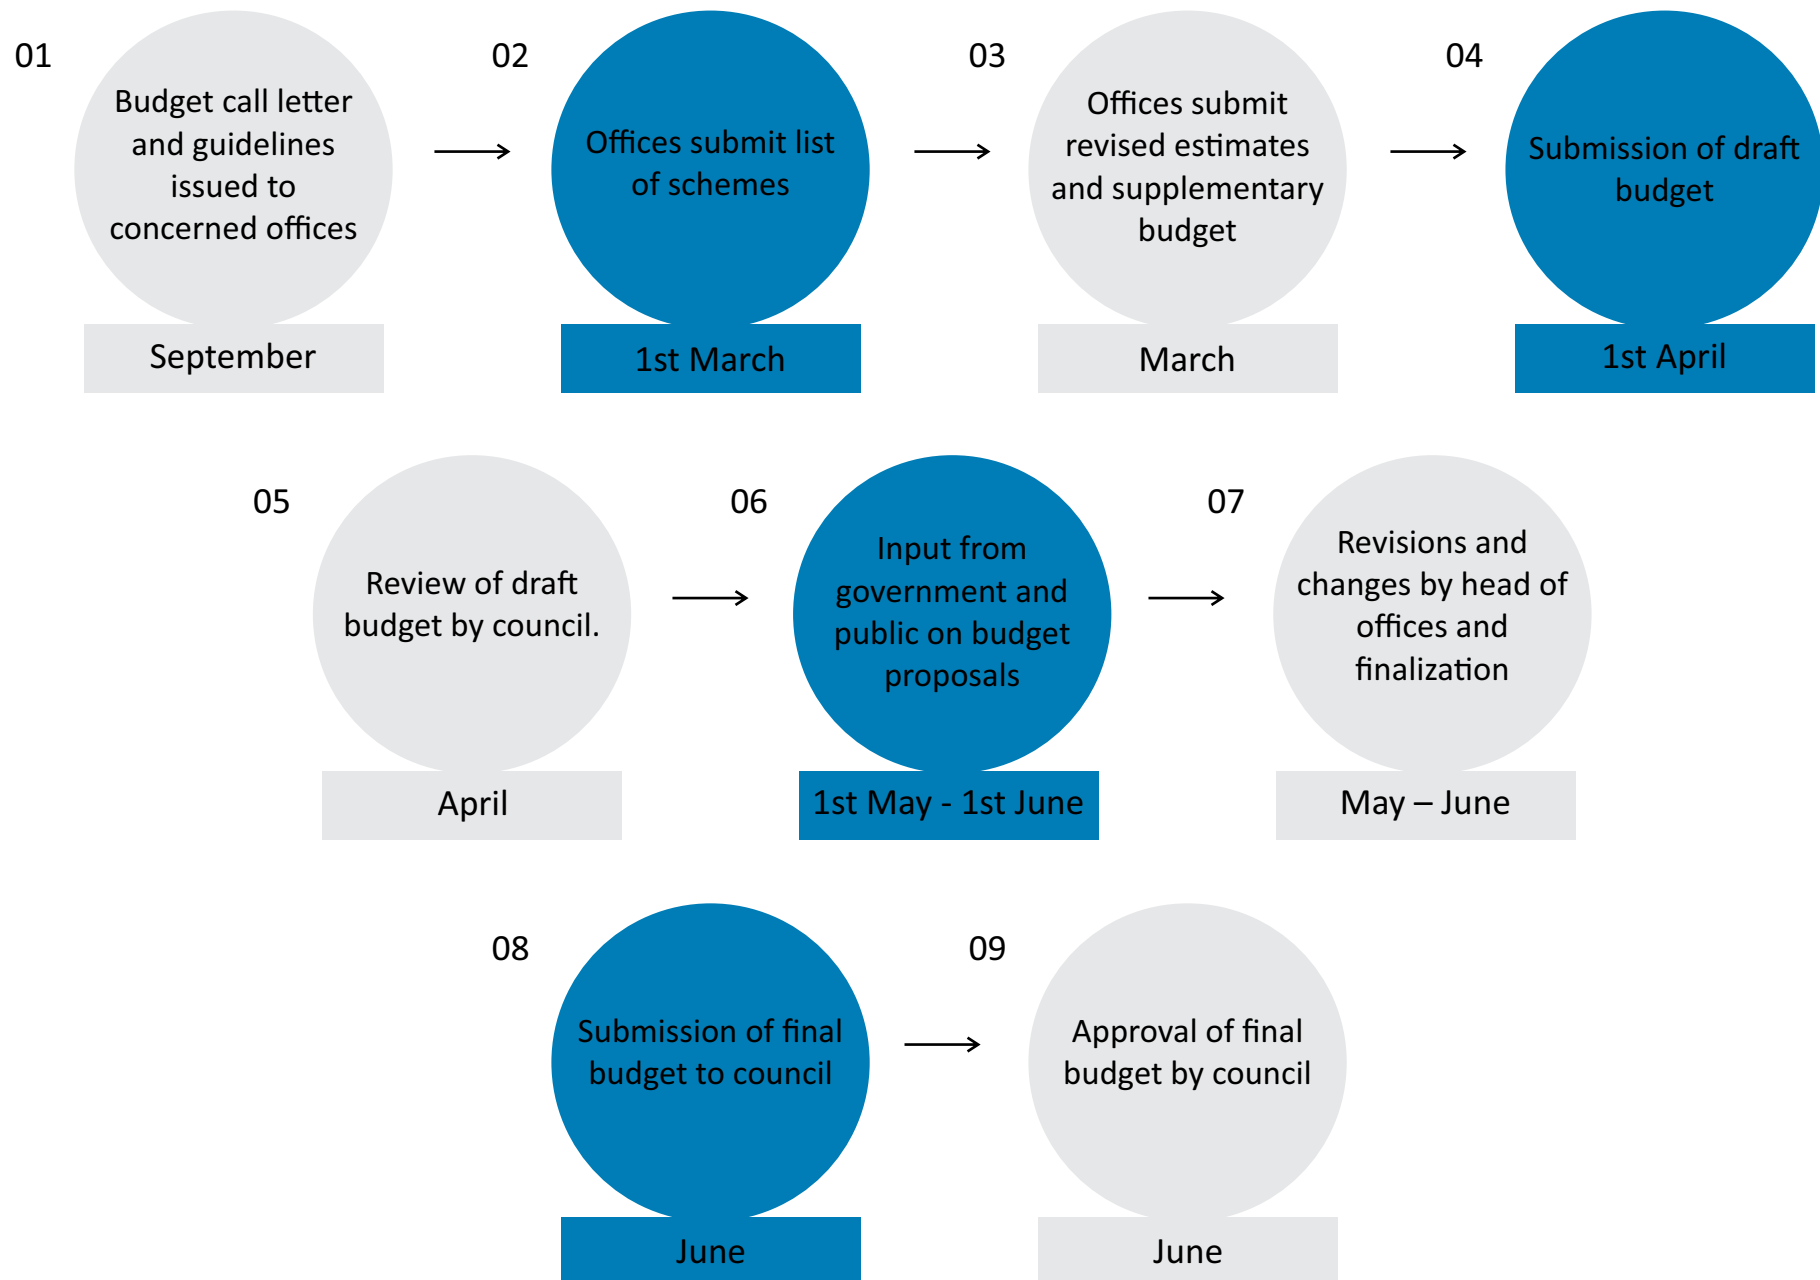 01
Budget call letter
and guidelines
issued to
concerned offices
September
02
Offices submit list
of schemes
1st March
03
Offices submit
revised estimates
and supplementary
budget
March
04
Submission of draft
budget
1st April
05
Review of draft
budget by council.
April
06
Input from
government and
public on budget
proposals
1st May - 1st June
07
Revisions and
changes by head of
offices and
finalization
May – June
08
Submission of final
budget to council
June
09
Approval of final
budget by council
June